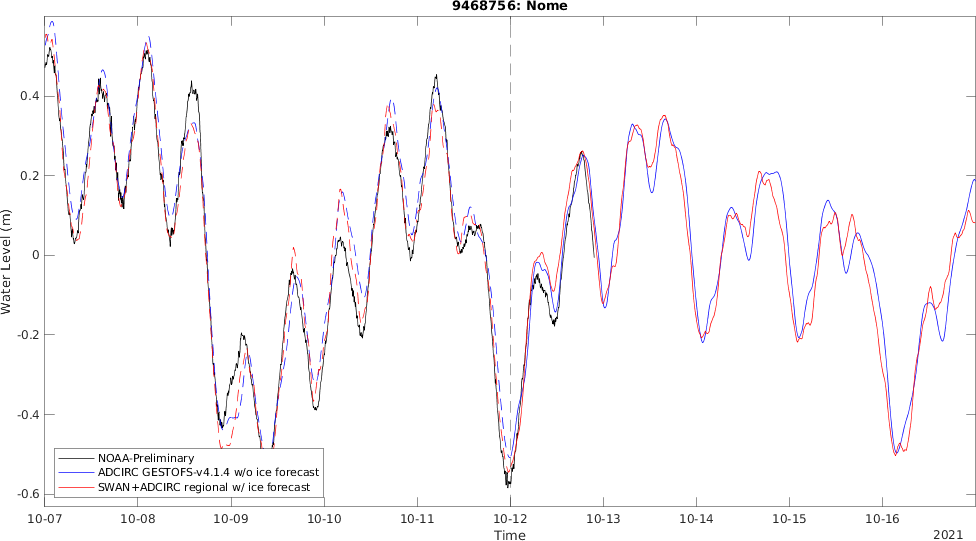 9468756: Nome
Water Level (m)
0.4
0.2
0
-0.2
-0.4
-0.6
NOAA-Preliminary
ADCIRC GESTOFS-v4.1.4 w/o ice forecast
SWAN+ADCIRC regional w/ ice forecast
10-07 10-08 10-09 10-10 10-11 10-12 10-13 10-14 10-15 10-16
Time
2021